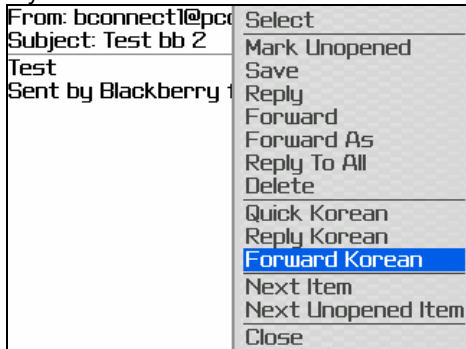 From: bconnect1@pc
Subject: Test bb 2
Test
Sent by Blackberry
Select
Mark Unopened
Save
Reply
Forward
Forward As
Reply To All
Delete
Quick Korean
Reply Korean
Forward Korean
Next Item
Next Unopened Item
Close